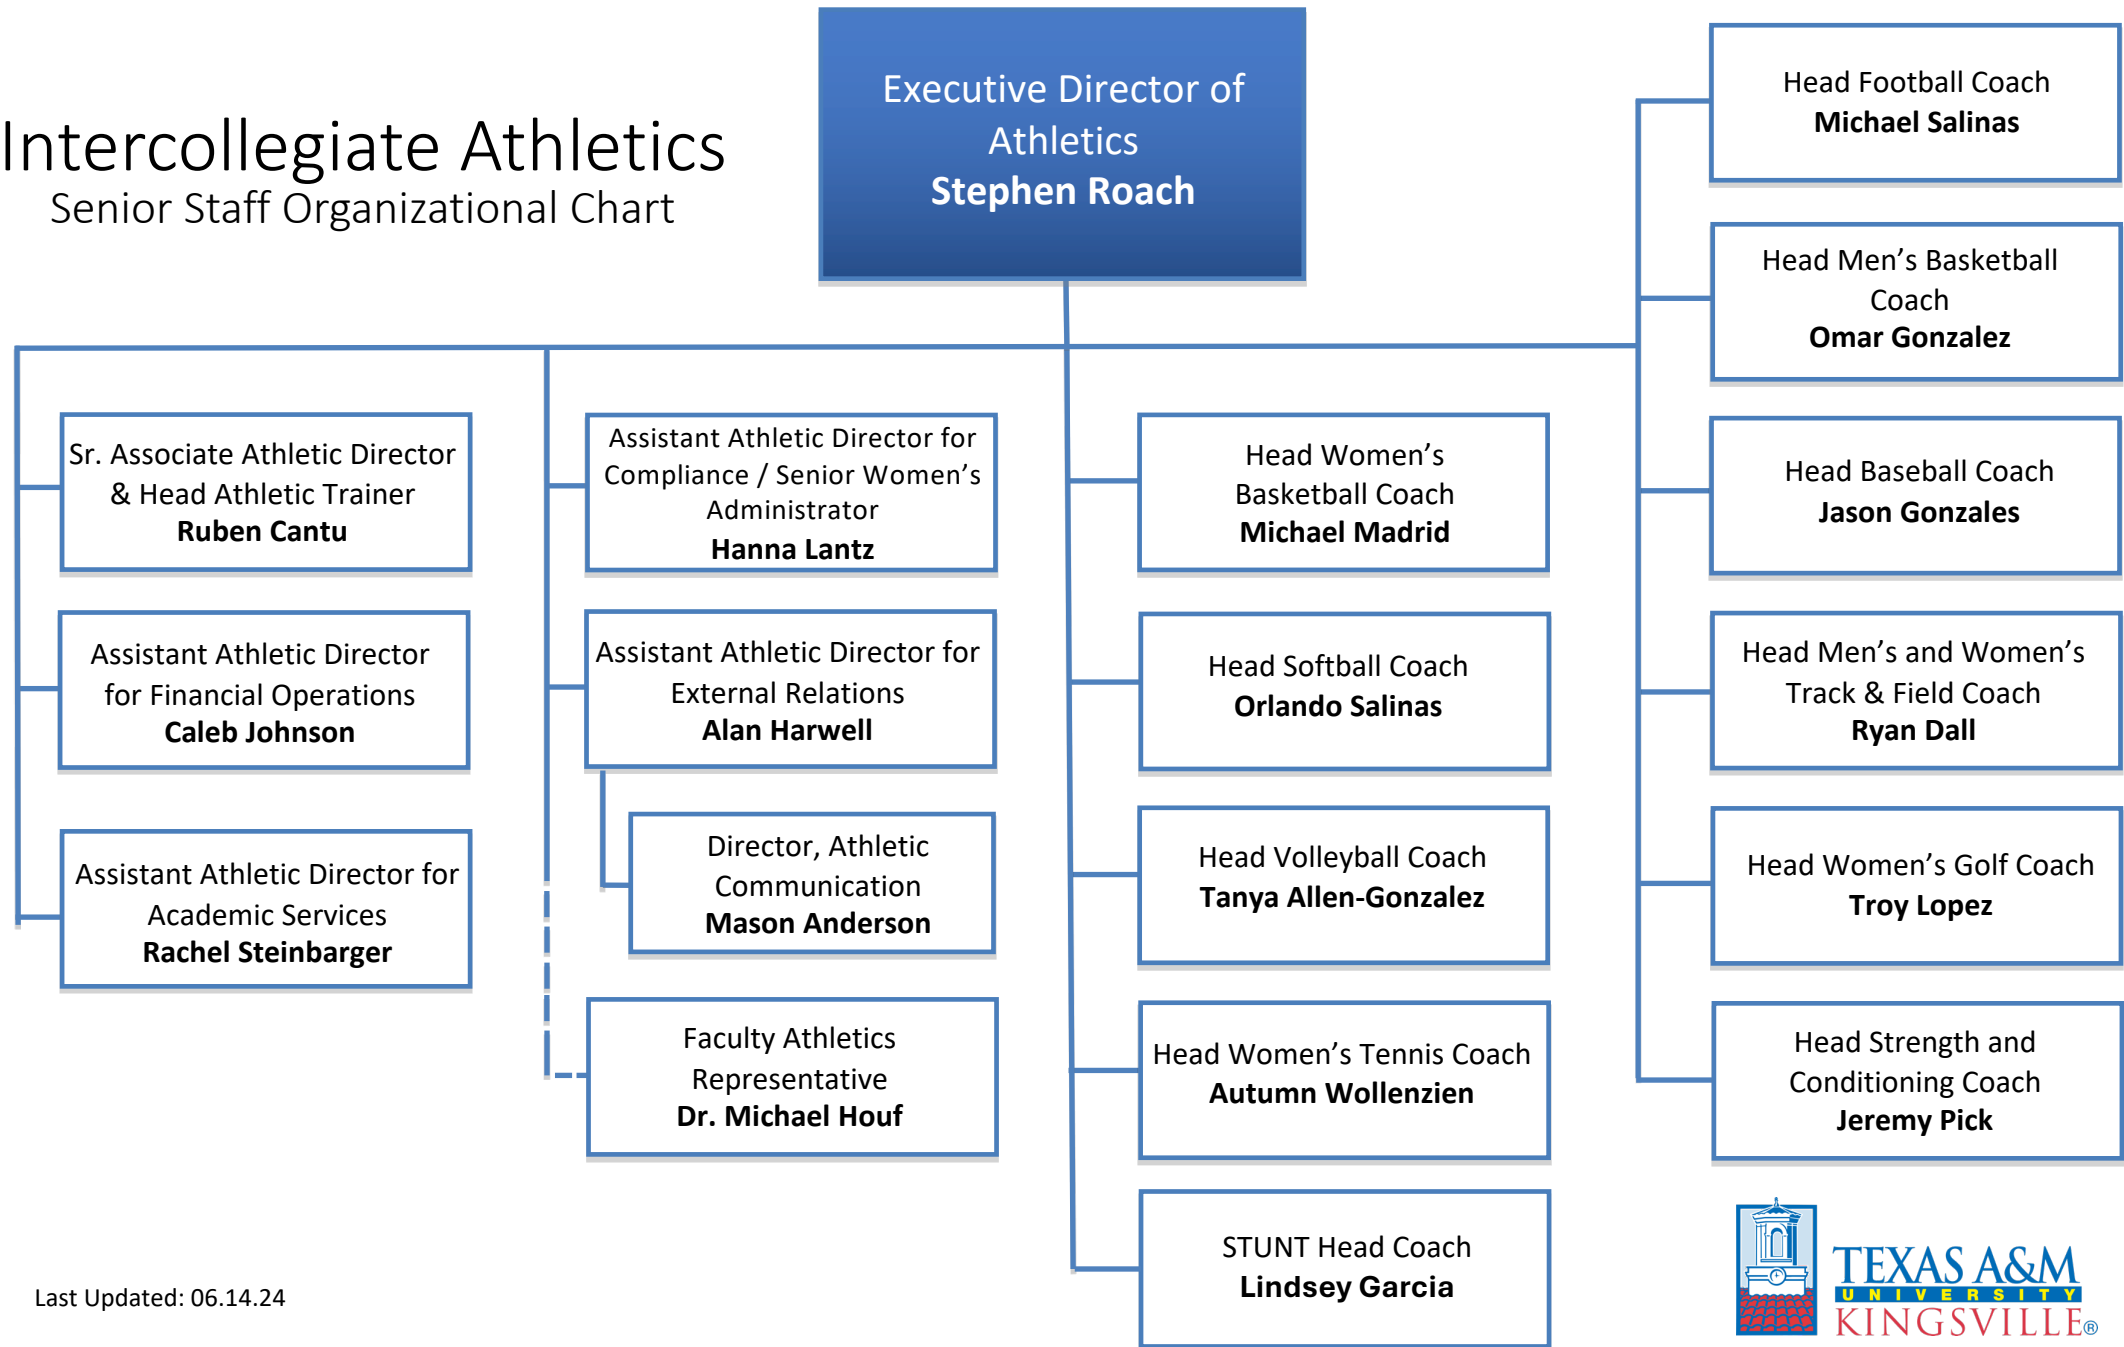 Intercollegiate Athletics
Senior Staff Organizational Chart
Executive Director of
Athletics
Stephen Roach
Sr. Associate Athletic Director
& Head Athletic Trainer
Ruben Cantu
Assistant Athletic Director
for Financial Operations
Caleb Johnson
Assistant Athletic Director for
Academic Services
Rachel Steinbarger
Assistant Athletic Director for
Compliance / Senior Women’s
Administrator
Hanna Lantz
Assistant Athletic Director for
External Relations
Alan Harwell
Director, Athletic
Communication
Mason Anderson
Faculty Athletics
Representative
Dr. Michael Houf
Head Women’s
Basketball Coach
Michael Madrid
Head Softball Coach
Orlando Salinas
Head Volleyball Coach
Tanya Allen-Gonzalez
Head Women’s Tennis Coach
Autumn Wollenzien
STUNT Head Coach
Lindsey Garcia
Head Football Coach
Michael Salinas
Head Men’s Basketball
Coach
Omar Gonzalez
Head Baseball Coach
Jason Gonzales
Head Men’s and Women’s
Track & Field Coach
Ryan Dall
Head Women’s Golf Coach
Troy Lopez
Head Strength and
Conditioning Coach
Jeremy Pick
Last Updated: 06.14.24
TEXAS A&M
UNIVERSITY
KINGSVILLE®